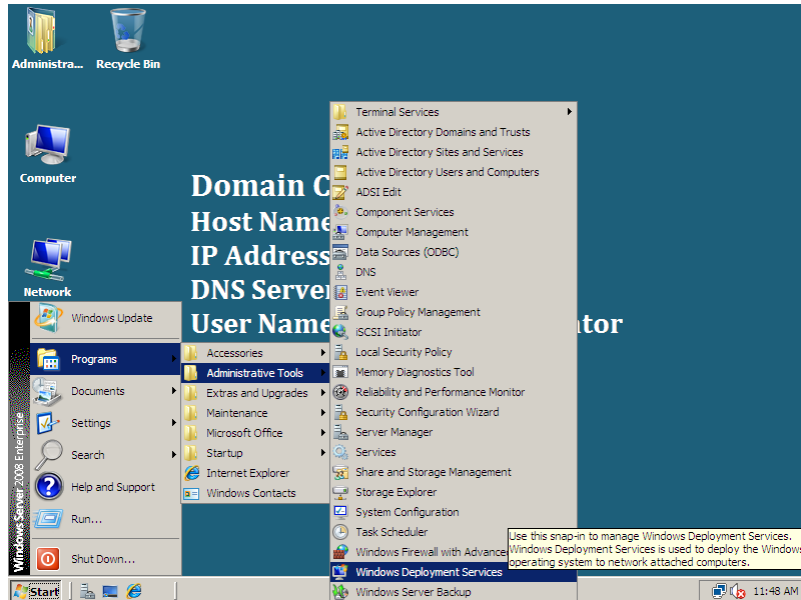 Administra...
Recycle Bin
Computer
Network
Domain C
Host Name
IP Address
DNS Server
User Name
tor
Windows Update
Programs
Documents
Settings
Search
Help and Support
Run...
Shut Down...
Windows Server 2008 Enterprise
Accessories
Administrative Tools
Extras and Upgrades
Maintenance
Microsoft Office
Startup
Internet Explorer
Windows Contacts
Terminal Services
Active Directory Domains and Trusts
Active Directory Sites and Services
Active Directory Users and Computers
ADSI Edit
Component Services
Computer Management
Data Sources (ODBC)
DNS
Event Viewer
Group Policy Management
iSCSI Initiator
Local Security Policy
Memory Diagnostics Tool
Reliability and Performance Monitor
Security Configuration Wizard
Server Manager
Services
Share and Storage Management
Storage Explorer
System Configuration
Task Scheduler
Windows Firewall with Advance
Windows Deployment Services
Windows Server Backup
Use this snap-in to manage Windows Deployment Services.
Windows Deployment Services is used to deploy the Windows
operating system to network attached computers.
Start
11:48 AM